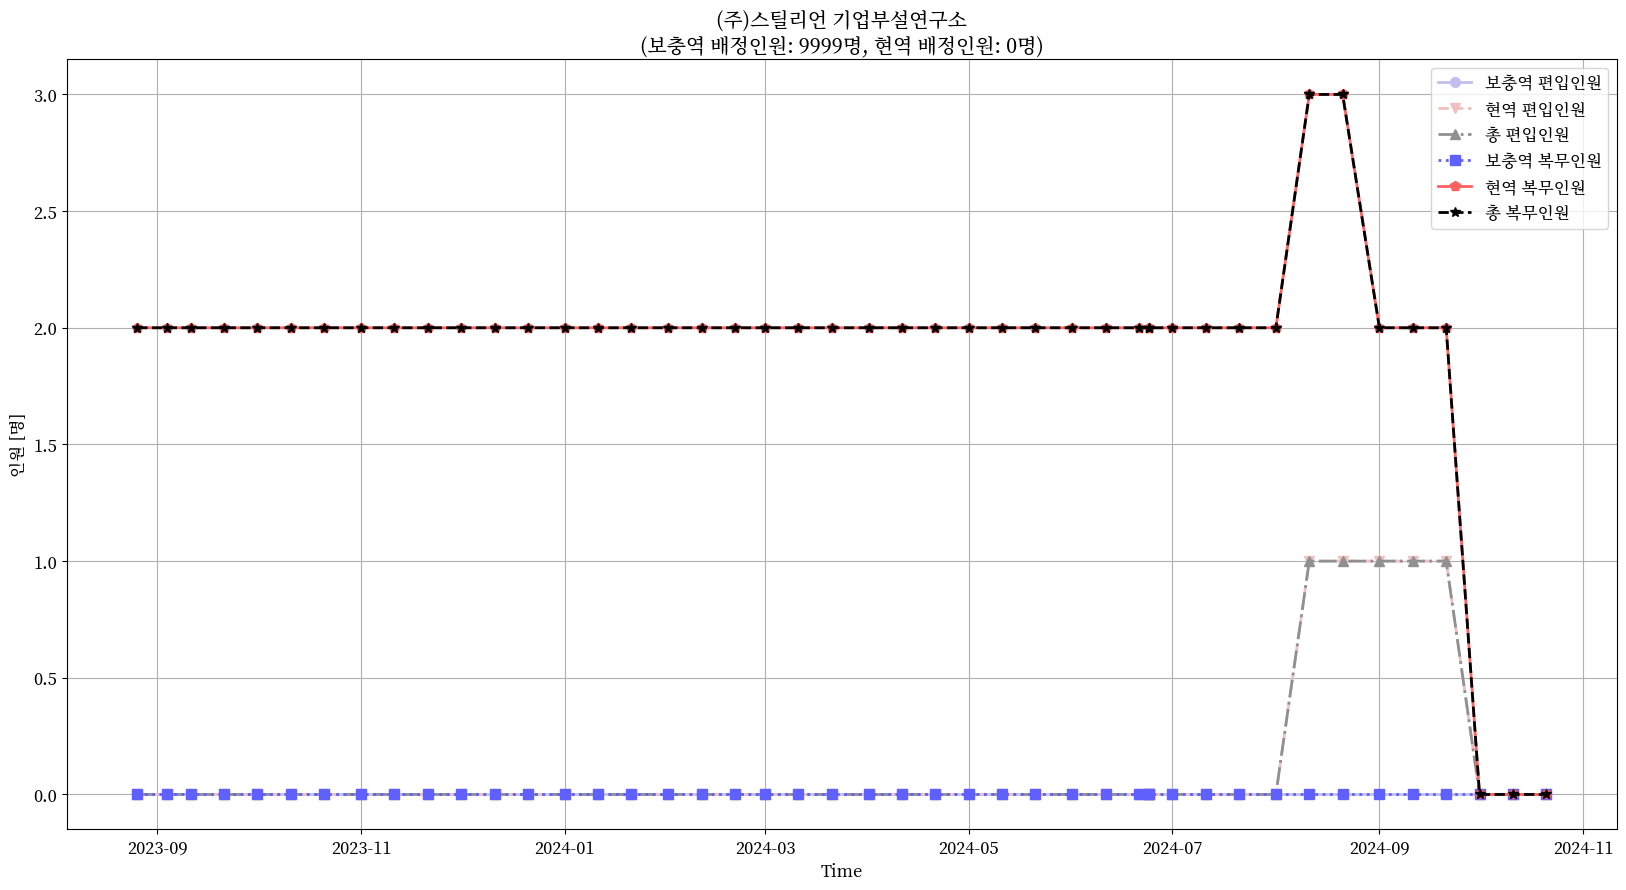 (주)스틸리언 기업부설연구소
(보충역 배정인원: 9999명, 현역 배정인원: 0명)
보충역 편입인원
현역 편입인원
총 편입인원
보충역 복무인원
현역 복무인원
총 복무인원
인원 [명]
3.0
2.5
2.0
1.5
1.0
0.5
0.0
2023-09 2023-11 2024-01 2024-03 2024-05 2024-07 2024-09 2024-11
Time